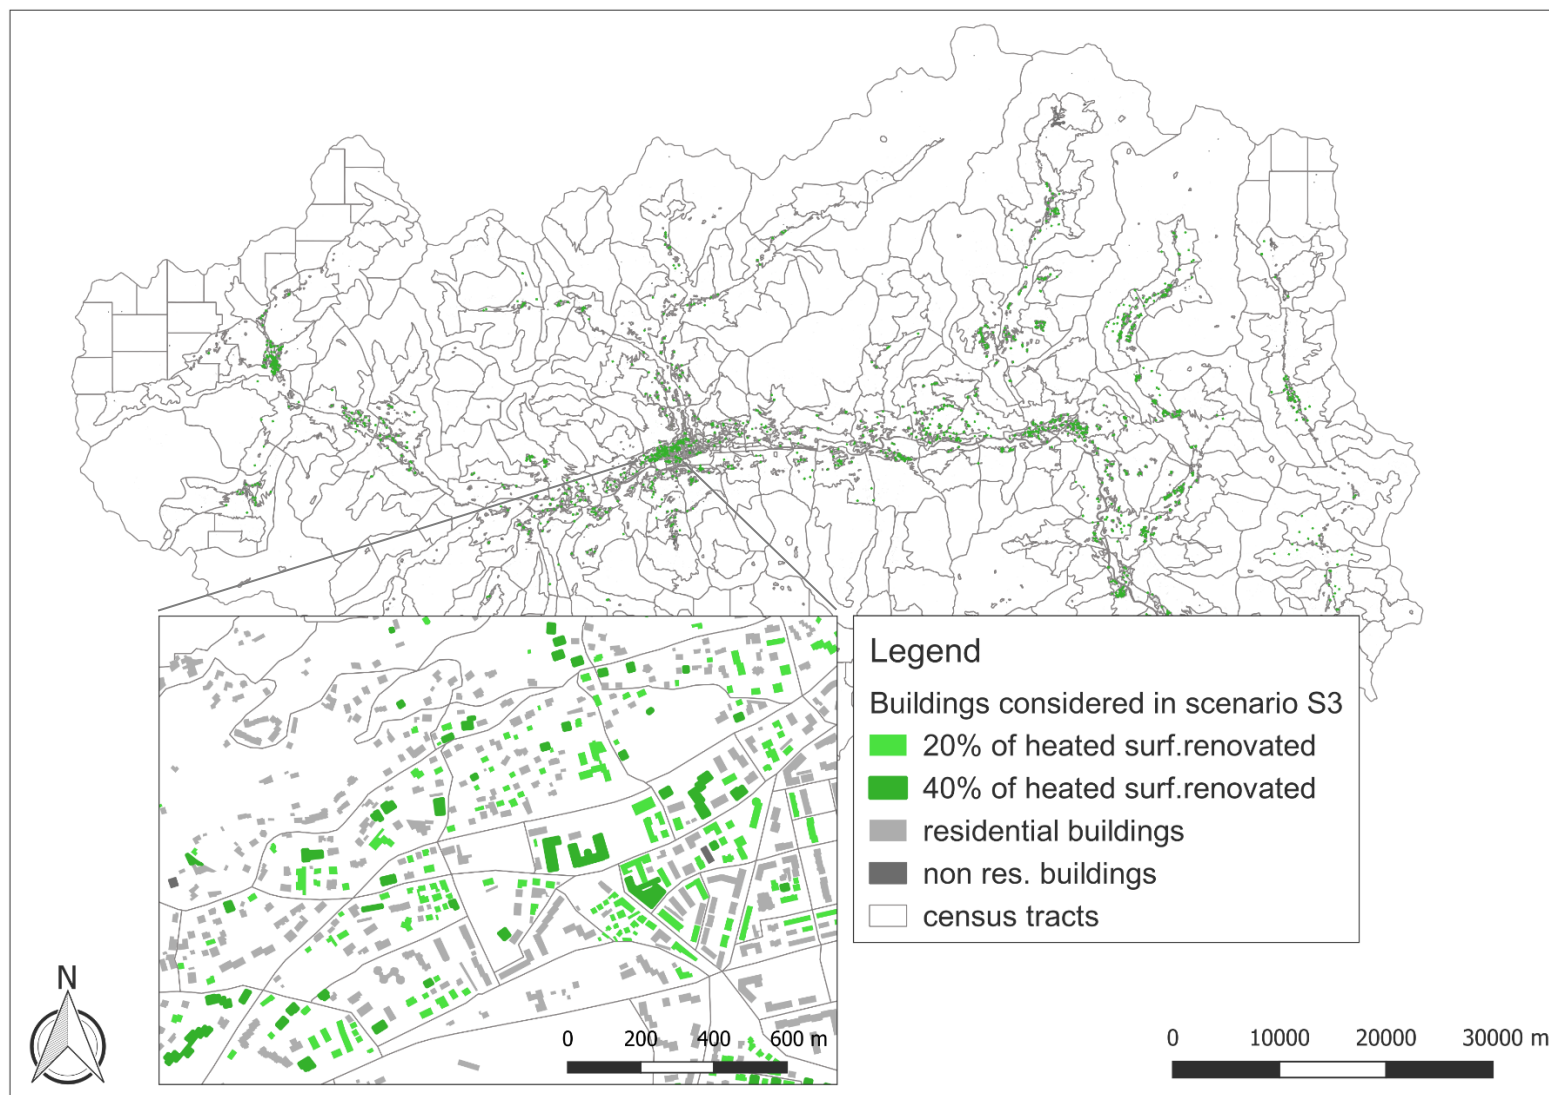 Legend
Buildings considered in scenario S3
20% of heated surf.renovated
40% of heated surf.renovated
residential buildings
non res. buildings
census tracts
N
0 200 400 600 m
0 10000 20000 30000 m